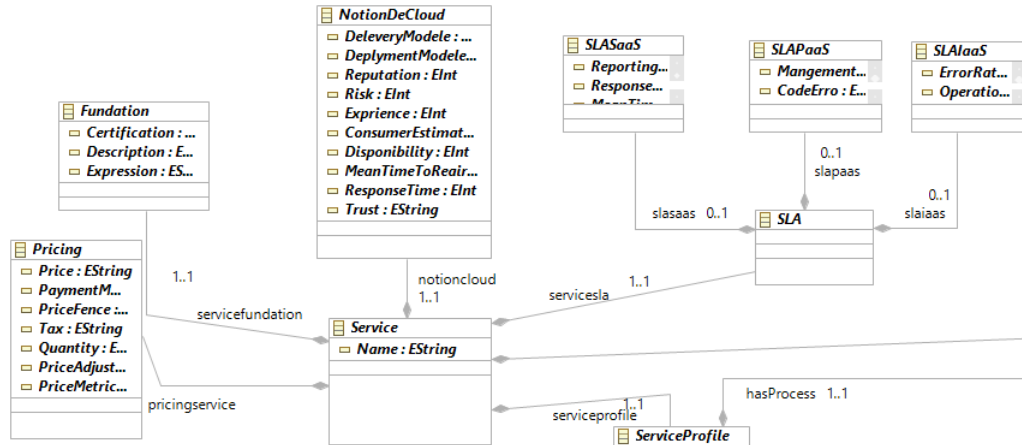 NotionDeCloud
DeleveryModele : ...
DeplymentModele...
Reputation : EInt
Risk : EInt
Exprience : EInt
ConsumerEstimat...
Disponibility : EInt
MeanTimeToReair...
ResponseTime : EInt
Trust : EString
SLASaaS
Reporting...
Response...
MeanTim...
SLAPaaS
Mangement...
CodeErro : E...
SLAIaaS
ErrorRat...
Operatio...
Fundation
Certification : ...
Description : E...
Expression : ES...
0..1
slapaas
0..1
slaiaas
slasaas 0..1
SLA
Pricing
Price : EString
PaymentM...
PriceFence :...
Tax : EString
Quantity : E...
PriceAdjust...
PriceMetric...
1..1
servicefundation
notioncloud
1..1
servicesla
1..1
Service
Name : EString
pricingservice
serviceprofile
1..1
hasProcess 1..1
ServiceProfile